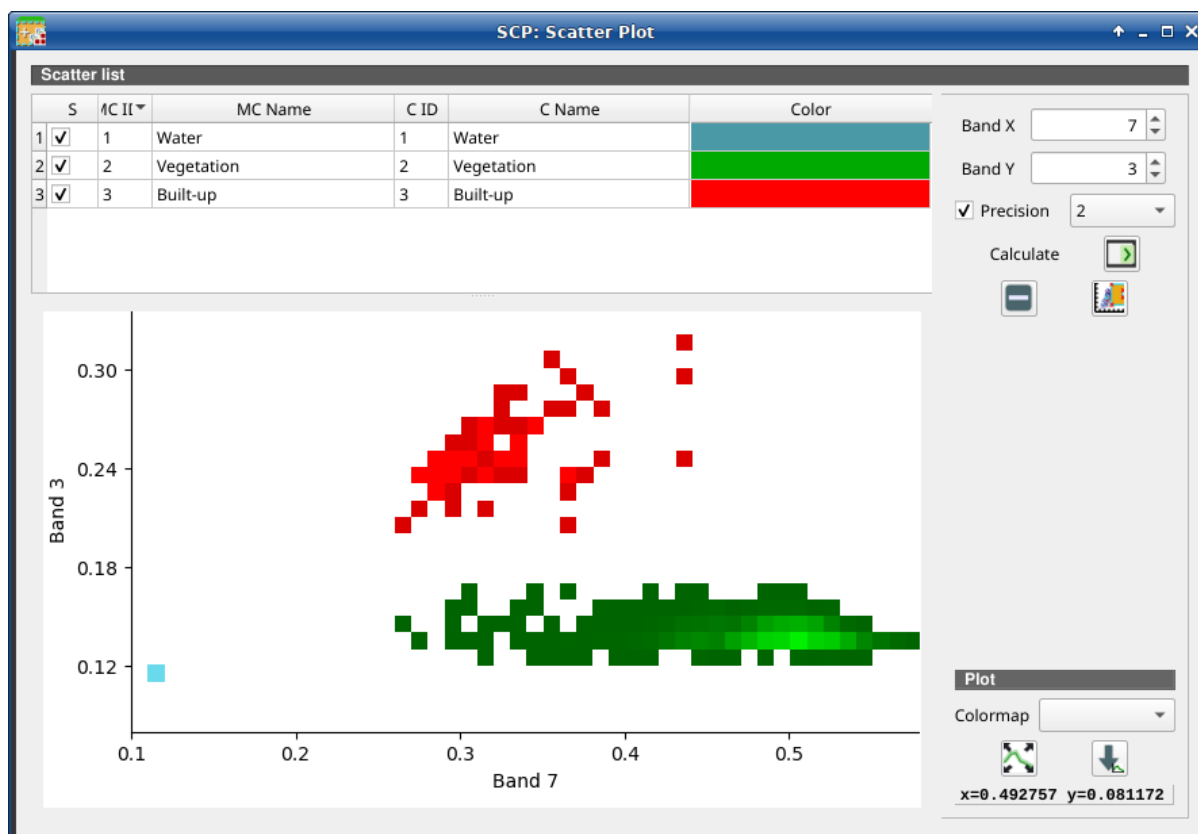 SCP: Scatter Plot
Scatter list
S MC ID MC Name C ID C Name Color
1 1 Water 1 Water
2 2 Vegetation 2 Vegetation
3 3 Built-up 3 Built-up
Band X 7
Band Y 3
Precision 2
Calculate
0.30
0.24
0.18
0.12
Band 3
0.1 0.2 0.3 0.4 0.5
Band 7
Plot
Colormap
x=0.492757 y=0.081172